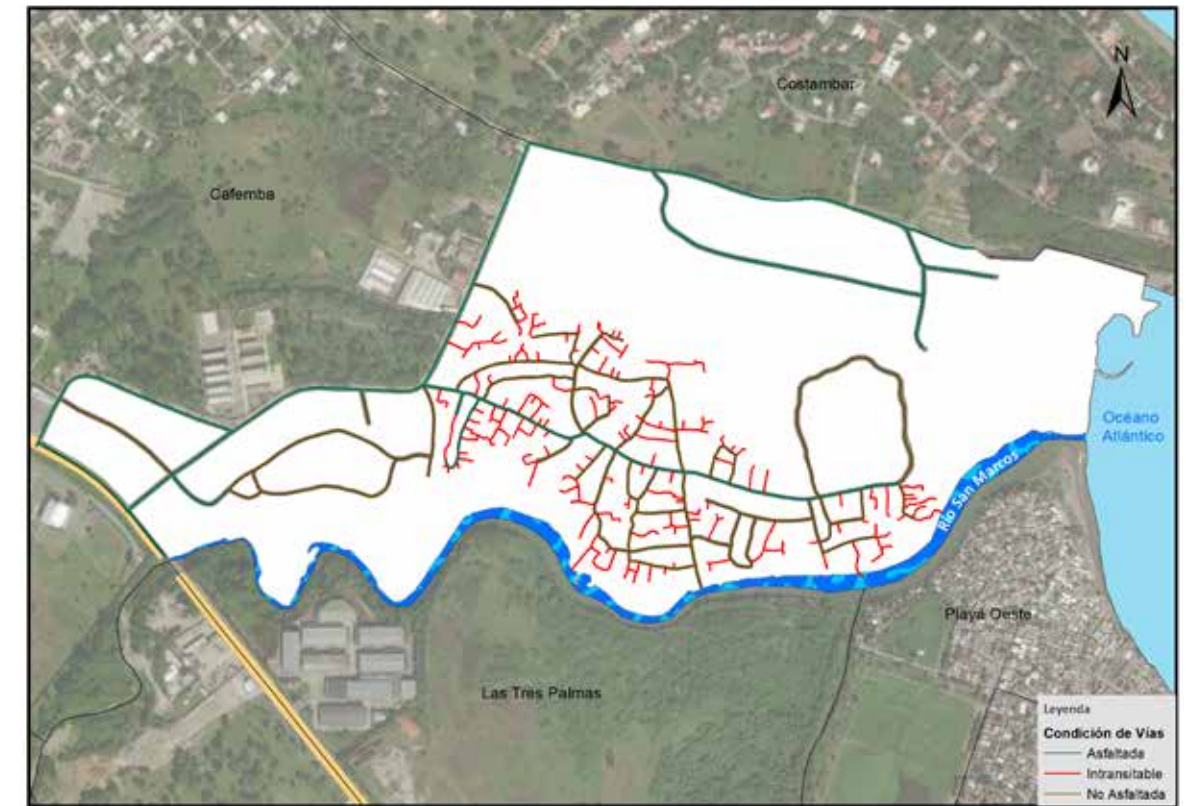 N
Costambar
Cafemba
Océano
Atlántico
Río San Marcos
Playa Oeste
Las Tres Palmas
Leyenda
Condición de Vías
Asfaltada
Intransitable
No Asfaltada